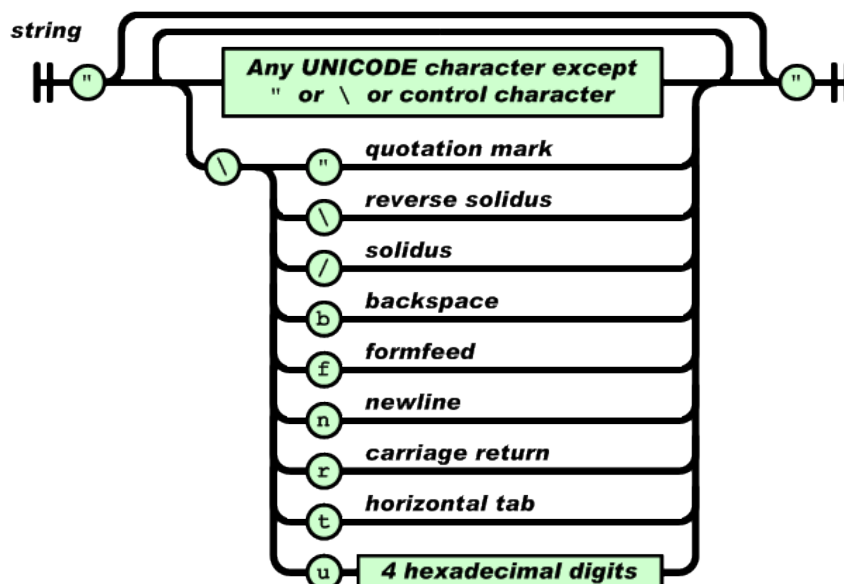 string
" Any UNICODE character except "
" or \ or control character
\ " quotation mark
\ reverse solidus
/ solidus
b backspace
f formfeed
n newline
r carriage return
t horizontal tab
u 4 hexadecimal digits